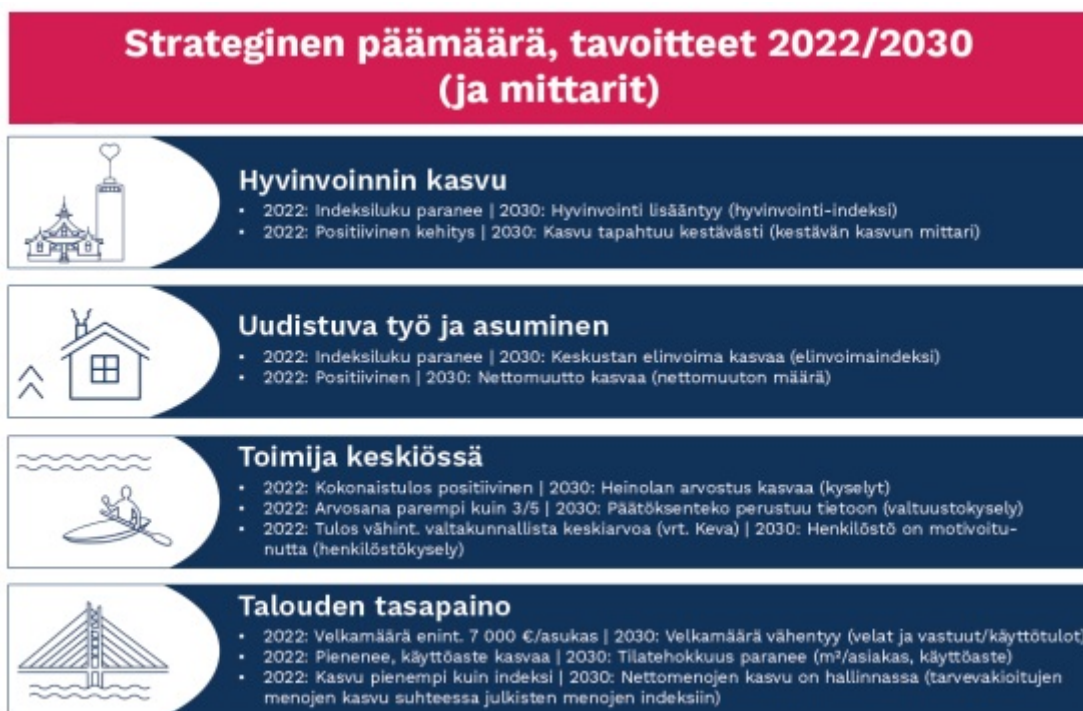 Strateginen päämäärä, tavoitteet 2022/2030
(ja mittarit)
Hyvinvoinnin kasvu
• 2022: Indeksiluku paranee | 2030: Hyvinvointi lisääntyy (hyvinvointi-indeksi)
• 2022: Positiivinen kehitys | 2030: Kasvu tapahtuu kestävästi (kestävän kasvun mittari)
Uudistuva työ ja asuminen
• 2022: Indeksiluku paranee | 2030: Keskustan elinvoima kasvaa (elinvoimaindeksi)
• 2022: Positiivinen | 2030: Nettomuutto kasvaa (nettomuuton määrä)
Toimija keskiössä
• 2022: Kokonaistulos positiivinen | 2030: Heinolan arvostus kasvaa (kyselyt)
• 2022: Arvosana parempi kuin 3/5 | 2030: Päätöksenteko perustuu tietoon (valtuustokysely)
• 2022: Tulos vähint. valtakunnallista keskiarvoa (vrt. Keva) | 2030: Henkilöstö on motivoitu-
nutta (henkilöstökysely)
Talouden tasapaino
• 2022: Velkamäärä enint. 7 000 €/asukas | 2030: Velkamäärä vähentyy (velat ja vastuut/käyttötulot)
• 2022: Pienenee, käyttöaste kasvaa | 2030: Tilatehokkuus paranee (m²/asiakas, käyttöaste)
• 2022: Kasvu pienempi kuin indeksi | 2030: Nettomenojen kasvu on hallinnassa (tarvevakioitujen
menojen kasvu suhteessa julkisten menojen indeksiin)